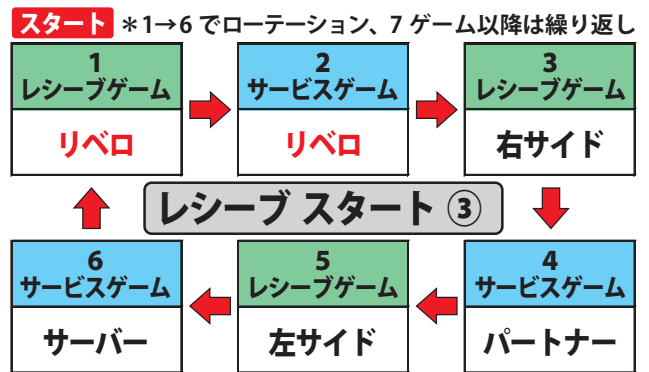 スタート ＊1→6 でローテーション、7 ゲーム以降は繰り返し
1
レシーブゲーム
リベロ
2
サービスゲーム
リベロ
3
レシーブゲーム
右サイド
レシーブ スタート ③
4
サービスゲーム
パートナー
5
レシーブゲーム
左サイド
6
サービスゲーム
サーバー